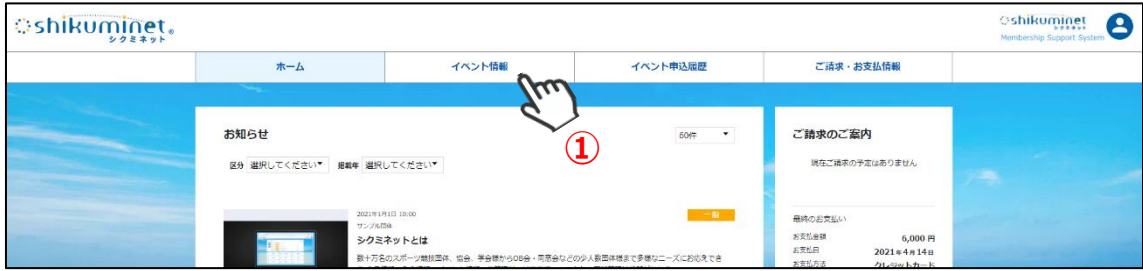 shikuminet®
シクミネット
shikuminet
シクミネット
Membership Support System
ホーム
イベント情報
イベント申込履歴
ご請求・お支払情報
①
お知らせ
60件
区分 選択してください 掲載年 選択してください
2021年1月1日 10:00
一般
サンプル団体
シクミネットとは
数十万名のスポーツ競技団体、協会、学会様からOB会・同窓会などの少人数団体様まで多様なニーズにお応えでき
ご請求のご案内
現在ご請求の予定はありません
最終のお支払い
お支払金額 6,000 円
お支払日 2021年4月14日
お支払方法 クレジットカード